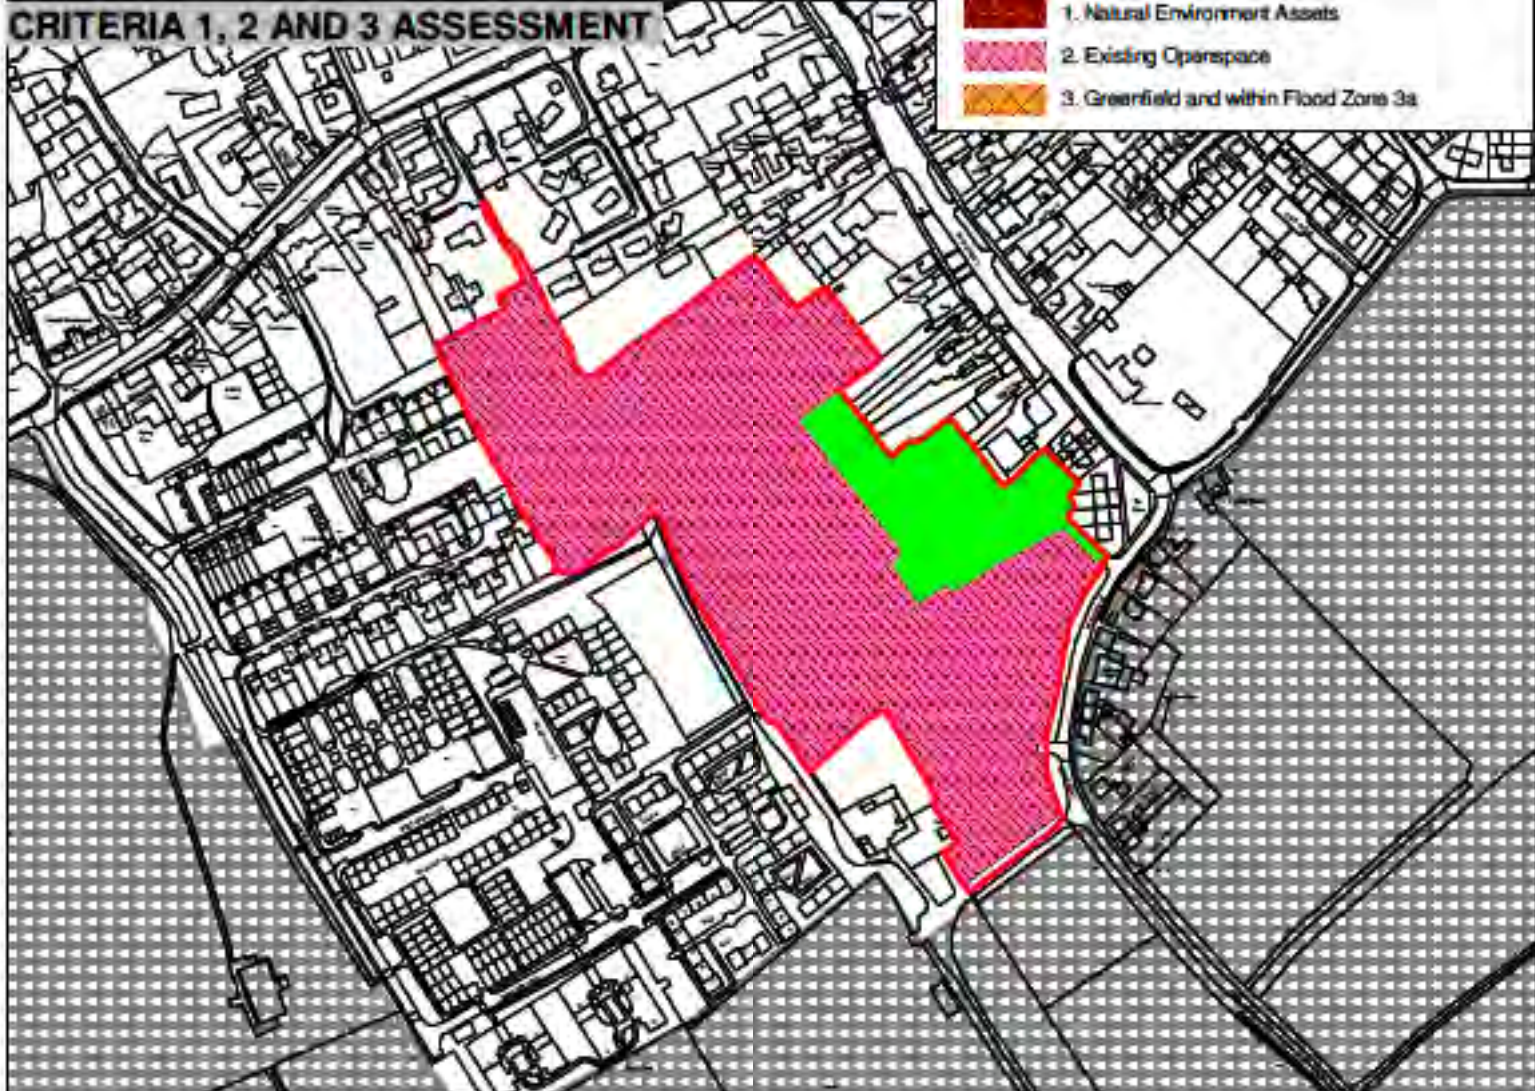 CRITERIA 1, 2 AND 3 ASSESSMENT
1. Natural Environment Assets
2. Existing Openspace
3. Greenfield and within Flood Zone 3a